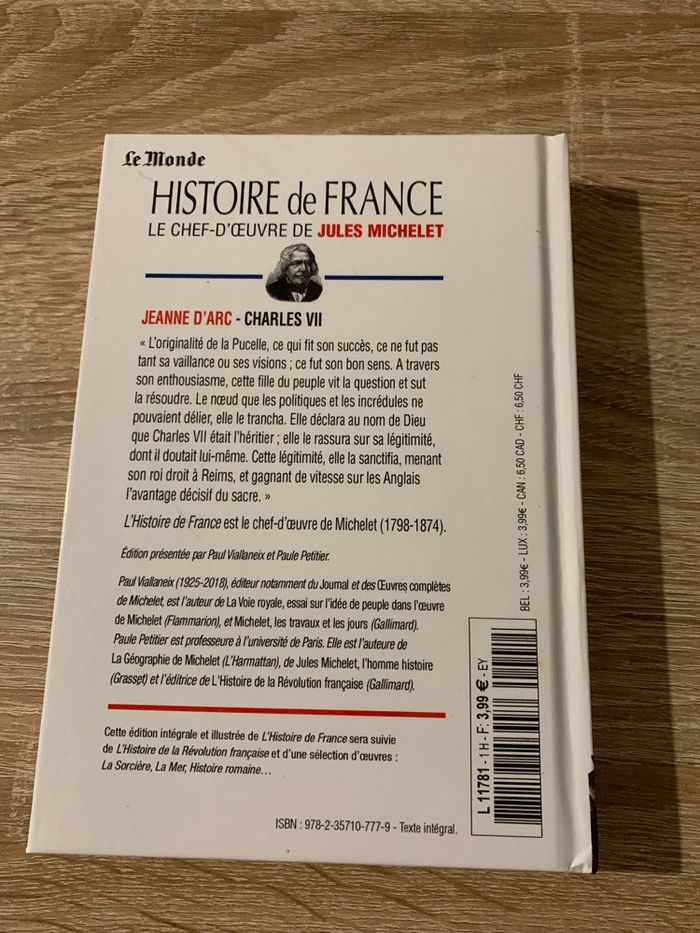 Le Monde
HISTOIRE de FRANCE
LE CHEF-D'ŒUVRE DE JULES MICHELET
JEANNE D'ARC - CHARLES VII
« L'originalité de la Pucelle, ce qui fit son succès, ce ne fut pas
tant sa vaillance ou ses visions ; ce fut son bon sens. A travers
son enthousiasme, cette fille du peuple vit la question et sut
la résoudre. Le nœud que les politiques et les incrédules ne
pouvaient délier, elle le trancha. Elle déclara au nom de Dieu
que Charles VII était l'héritier ; elle le rassura sur sa légitimité,
dont il doutait lui-même. Cette légitimité, elle la sanctifia, menant
son roi droit à Reims, et gagnant de vitesse sur les Anglais
l'avantage décisif du sacre. »
L'Histoire de France est le chef-d'œuvre de Michelet (1798-1874).
Édition présentée par Paul Viallaneix et Paule Petitier.
Paul Viallaneix (1925-2018), éditeur notamment du Journal et des Œuvres complètes
de Michelet, est l'auteur de La Voie royale, essai sur l'idée de peuple dans l'œuvre
de Michelet (Flammarion), et Michelet, les travaux et les jours (Gallimard).
Paule Petitier est professeure à l'université de Paris. Elle est l'auteure de
La Géographie de Michelet (L'Harmattan), de Jules Michelet, l'homme histoire
(Grasset) et l'éditrice de L'Histoire de la Révolution française (Gallimard).
Cette édition intégrale et illustrée de L'Histoire de France sera suivie
de L'Histoire de la Révolution française et d'une sélection d'œuvres :
La Sorcière, La Mer, Histoire romaine…
ISBN : 978-2-35710-777-9 - Texte intégral.
L 11781 - 1 H - F: 3,99 € - EY
BEL : 3,99€ - LUX : 3,99€ - CAN : 6,50 CAD - CHF : 6,50 CHF